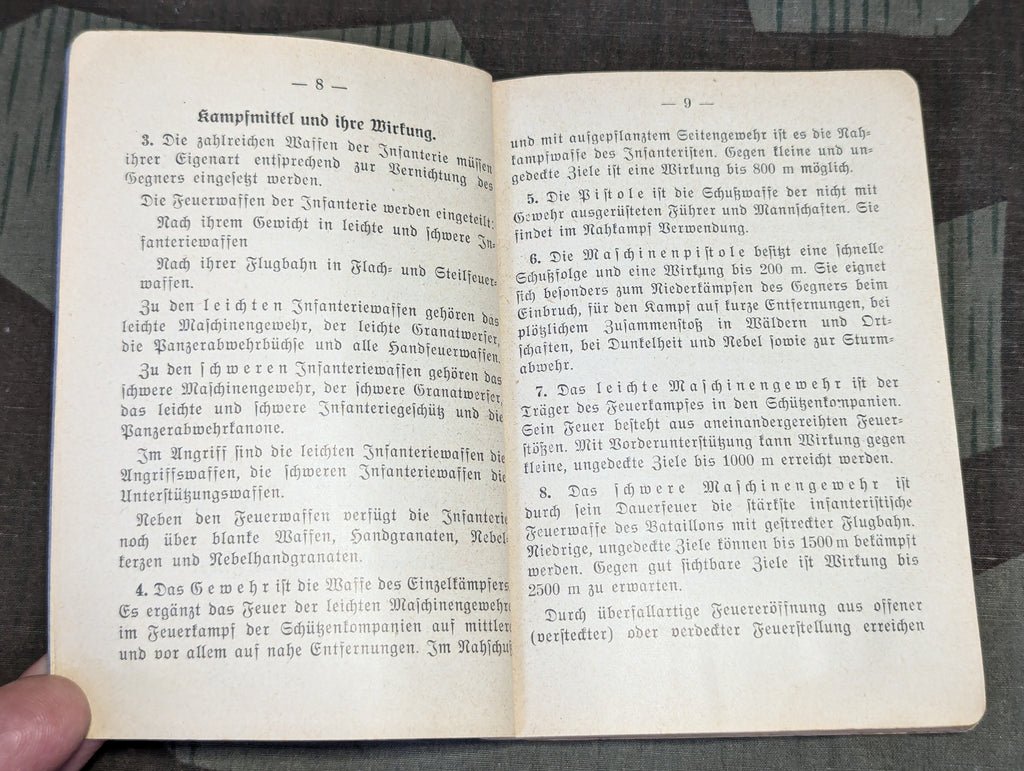 — 8 —
Kampfmittel und ihre Wirkung.
3. Die zahlreichen Waffen der Infanterie müssen
ihrer Eigenart entsprechend zur Vernichtung des
Gegners eingesetzt werden.
Die Feuerwaffen der Infanterie werden eingeteilt:
Nach ihrem Gewicht in leichte und schwere In-
fanteriewaffen
Nach ihrer Flugbahn in Flach- und Steilfeuer-
waffen.
Zu den leichten Infanteriewaffen gehören das
leichte Maschinengewehr, der leichte Granatwerfer,
die Panzerabwehrbüchse und alle Handfeuerwaffen.
Zu den schweren Infanteriewaffen gehören das
schwere Maschinengewehr, der schwere Granatwerfer,
das leichte und schwere Infanteriegeschütz und die
Panzerabwehrkanone.
Im Angriff sind die leichten Infanteriewaffen die
Angriffswaffen, die schweren Infanteriewaffen die
Unterstützungswaffen.
Neben den Feuerwaffen verfügt die Infanterie
noch über blanke Waffen, Handgranaten, Nebel-
kerzen und Nebelhandgranaten.
4. Das Gewehr ist die Waffe des Einzelkämpfers
Es ergänzt das Feuer der leichten Maschinengewehre
im Feuerkampf der Schützenkompanien auf mittler
und vor allem auf nahe Entfernungen. Im Nahschu
— 9 —
und mit aufgepflanztem Seitengewehr ist es die Nah-
kampfwaffe des Infanteristen. Gegen kleine und un-
gedeckte Ziele ist eine Wirkung bis 800 m möglich.
5. Die Pistole ist die Schußwaffe der nicht mit
Gewehr ausgerüsteten Führer und Mannschaften. Sie
findet im Nahkampf Verwendung.
6. Die Maschinenpistole besitzt eine schnelle
Schußfolge und eine Wirkung bis 200 m. Sie eignet
sich besonders zum Niederkämpfen des Gegners beim
Einbruch, für den Kampf auf kurze Entfernungen, bei
plötzlichem Zusammenstoß in Wäldern und Ort-
schaften, bei Dunkelheit und Nebel sowie zur Sturm-
abwehr.
7. Das leichte Maschinengewehr ist der
Träger des Feuerkampfes in den Schützenkompanien.
Sein Feuer besteht aus aneinandergereihten Feuer-
stößen. Mit Vorderunterstützung kann Wirkung gegen
kleine, ungedeckte Ziele bis 1000 m erreicht werden.
8. Das schwere Maschinengewehr ist
durch sein Dauerfeuer die stärkste infanteristische
Feuerwaffe des Bataillons mit gestreckter Flugbahn.
Niedrige, ungedeckte Ziele können bis 1500 m bekämpft
werden. Gegen gut sichtbare Ziele ist Wirkung bis
2500 m zu erwarten.
Durch überfallartige Feuereröffnung aus offener
(versteckter) oder verdeckter Feuerstellung erreichen